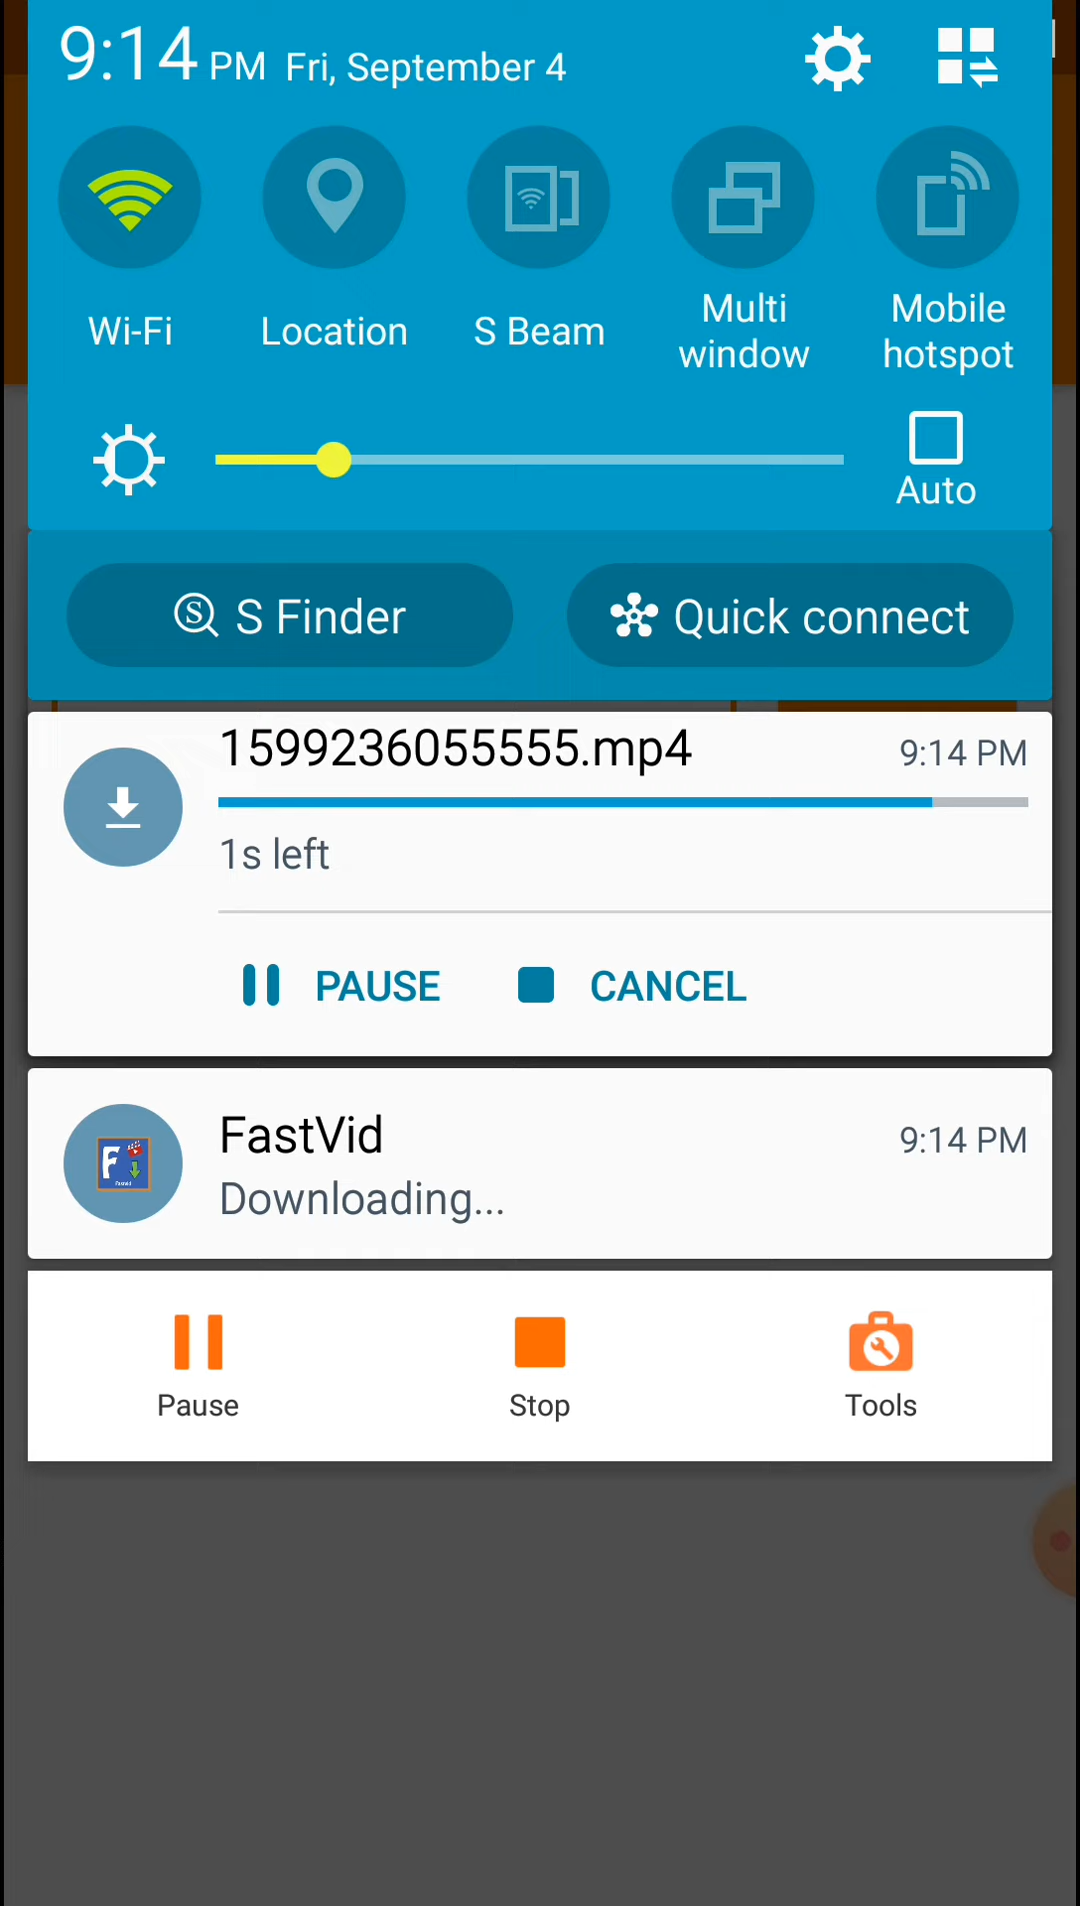 9:14 PM Fri, September 4
Wi-Fi
Location
S Beam
Multi
window
Mobile
hotspot
Auto
S Finder
Quick connect
1599236055555.mp4
9:14 PM
1s left
PAUSE
CANCEL
FastVid
9:14 PM
Downloading...
Pause
Stop
Tools